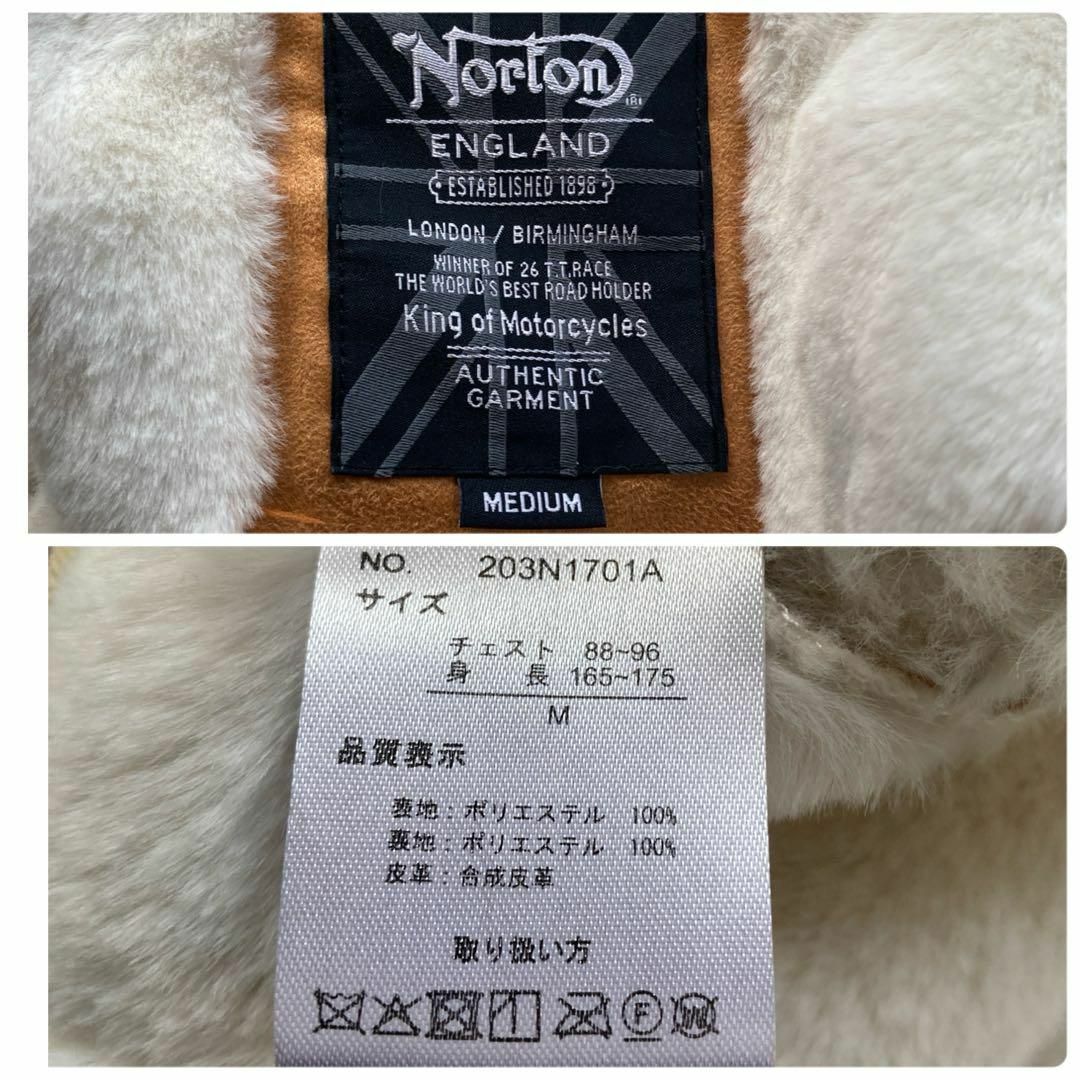 Norton
ENGLAND
ESTABLISHED 1898
LONDON / BIRMINGHAM
WINNER OF 26 T.T.RACE
THE WORLD'S BEST ROAD HOLDER
King of Motorcycles
AUTHENTIC
GARMENT
MEDIUM
NO. 203N1701A
サイズ
チェスト 88~96
身長 165~175
M
品質表示
表地:ポリエステル 100%
裏地:ポリエステル 100%
皮革:合成皮革
取り扱い方
F
W